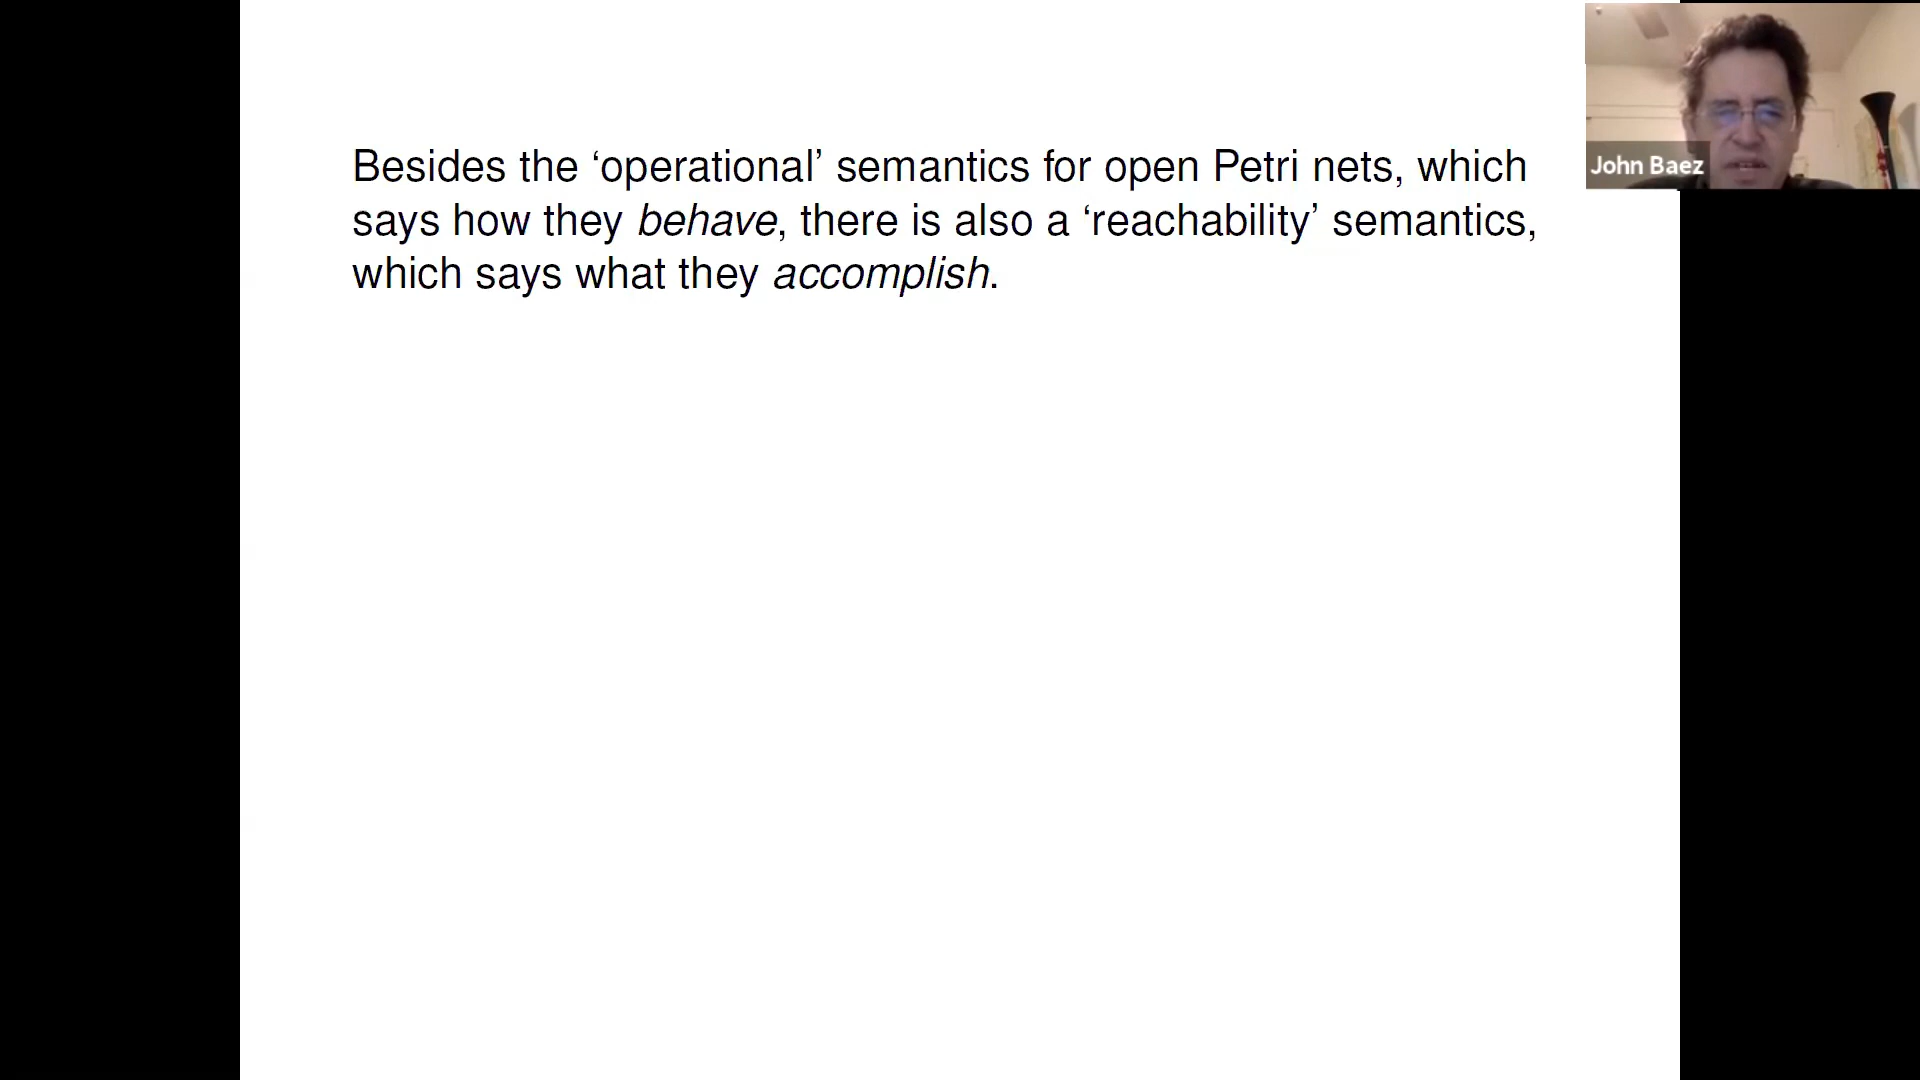 Besides the ‘operational’ semantics for open Petri nets, which
says how they behave, there is also a ‘reachability’ semantics,
which says what they accomplish.
John Baez